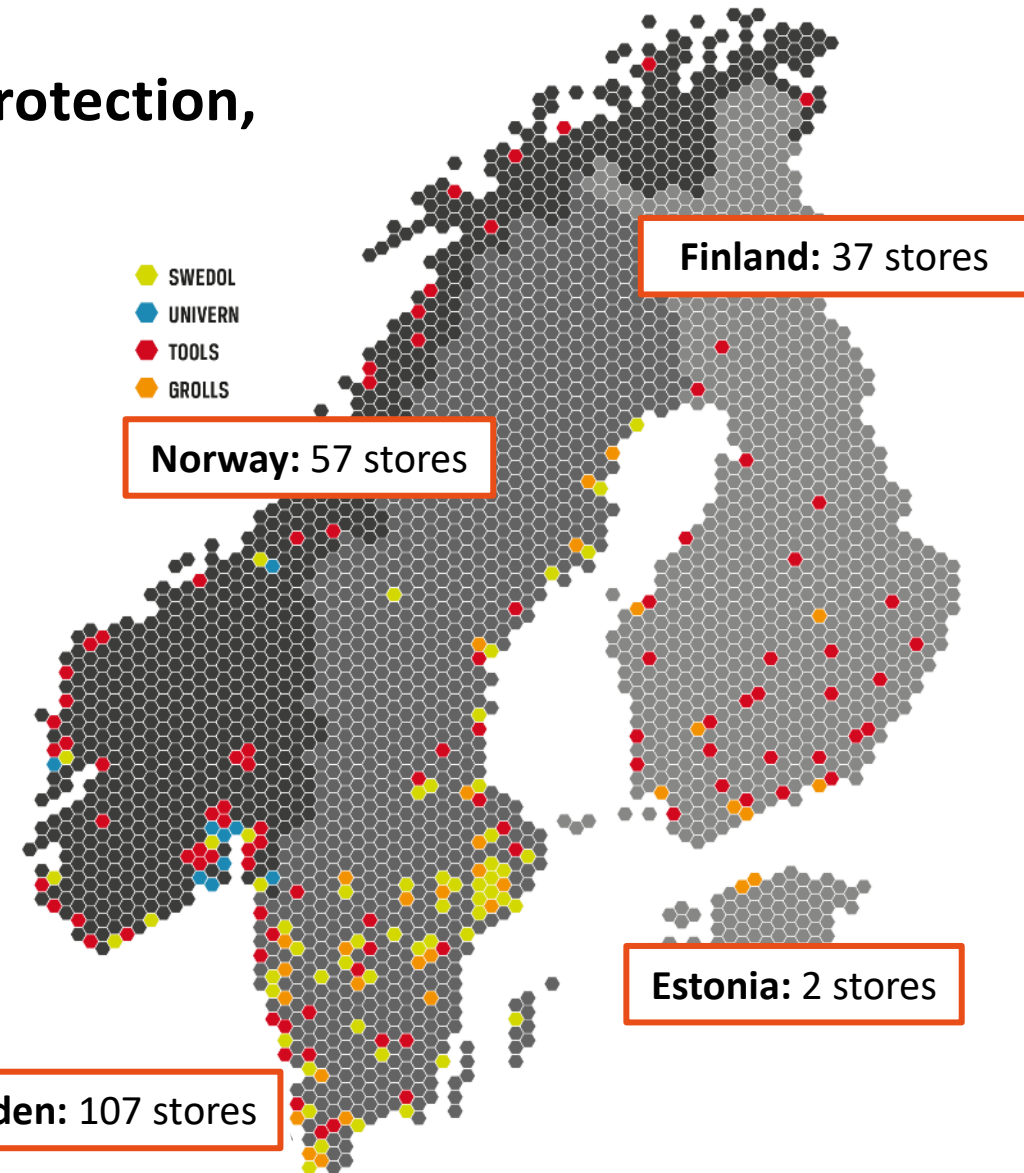 rotection,
Finland: 37 stores
SWEDOL
UNIVERN
TOOLS
GROLLS
Norway: 57 stores
Estonia: 2 stores
den: 107 stores